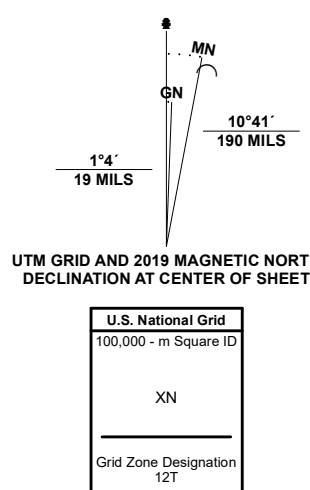 MN
GN
10°41´
190 MILS
1°4´
19 MILS
UTM GRID AND 2019 MAGNETIC NORT
DECLINATION AT CENTER OF SHEET
U.S. National Grid
100,000 - m Square ID
XN
Grid Zone Designation
12T